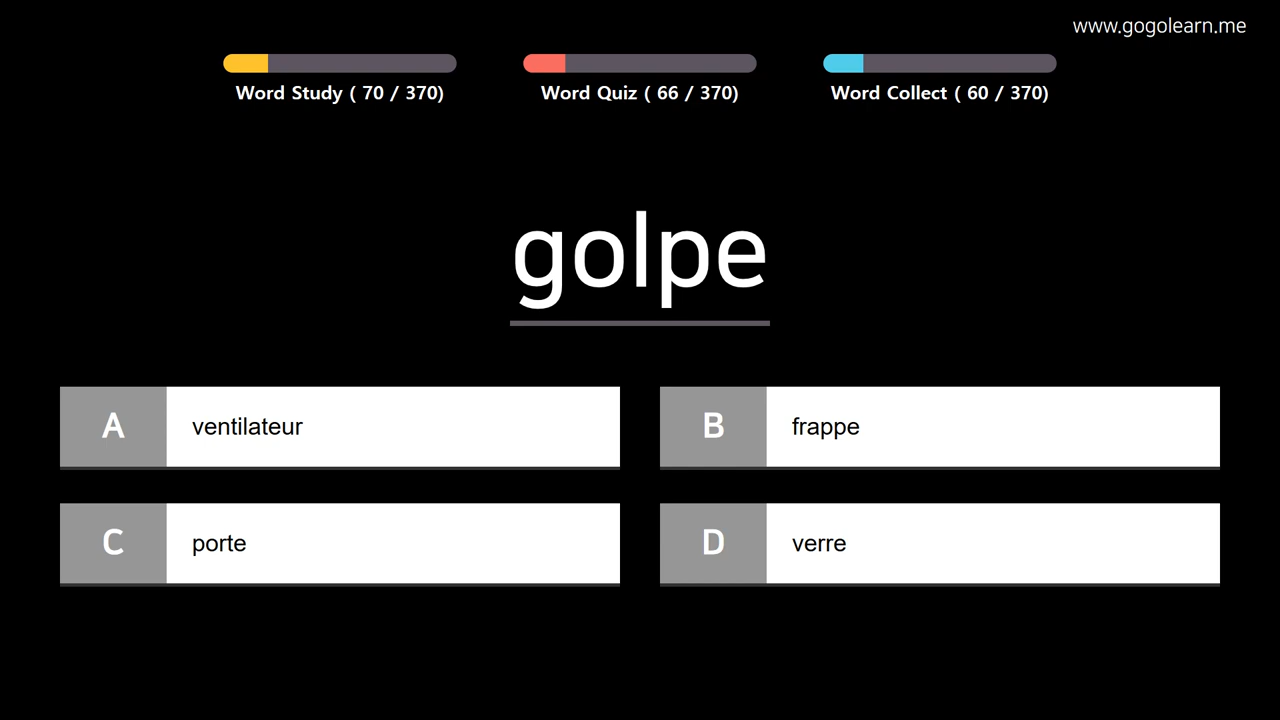 www.gogolearn.me
Word Study ( 70 / 370)
Word Quiz ( 66 / 370)
Word Collect ( 60 / 370)
golpe
A ventilateur
B frappe
C porte
D verre